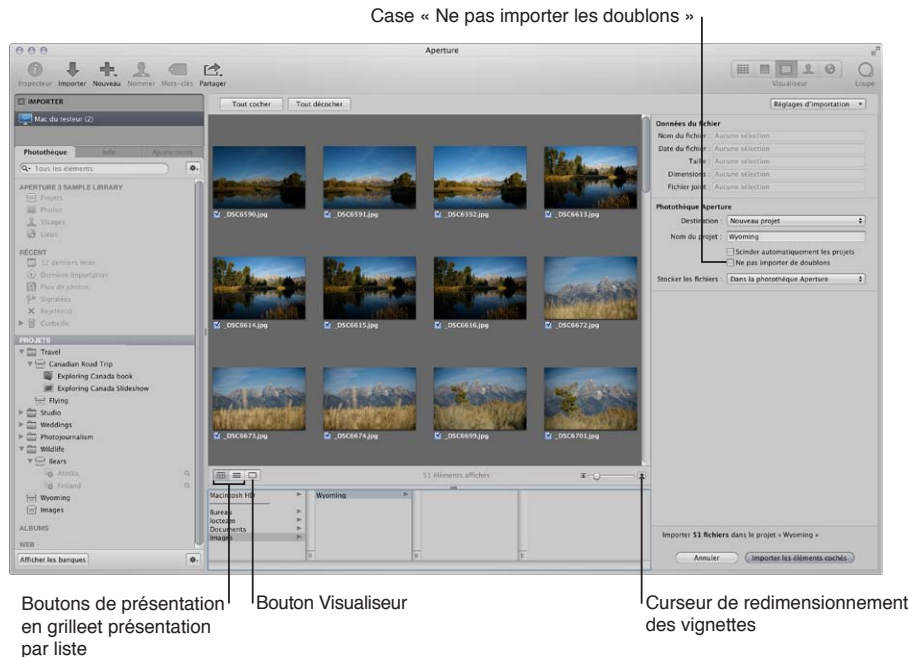 Case « Ne pas importer les doublons »
Aperture
Inspecteur Importer Nouveau Nommer Mots-clés Partager
Visualiseur Loupe
IMPORTER
Mac du testeur (2)
Tout cocher Tout décocher
Réglages d'importation
Photothèque Info Ajustements
Tous les éléments
APERTURE 3 SAMPLE LIBRARY
Projets
Photos
Visages
Lieux
RÉCENT
12 derniers mois
Dernière importation
Flux de photos
Signalées
Rejetée(s)
Corbeille
PROJETS
Travel
Canadian Road Trip
Exploring Canada book
Exploring Canada Slideshow
Flying
Studio
Weddings
Photojournalism
Wildlife
Bears
Alaska
Finland
Wyoming
Images
ALBUMS
WEB
Afficher les banques
_DSC6590.jpg _DSC6591.jpg _DSC6592.jpg _DSC6613.jpg
_DSC6614.jpg _DSC6615.jpg _DSC6616.jpg _DSC6672.jpg
_DSC6673.jpg _DSC6674.jpg _DSC6699.jpg _DSC6701.jpg
51 éléments affichés
Macintosh HD
Bureau
locteam
Documents
Images
Wyoming
Données du fichier
Nom du fichier : Aucune sélection
Date du fichier : Aucune sélection
Taille : Aucune sélection
Dimensions : Aucune sélection
Fichier joint : Aucune sélection
Photothèque Aperture
Destination : Nouveau projet
Nom du projet : Wyoming
Scinder automatiquement les projets
Ne pas importer de doublons
Stocker les fichiers : Dans la photothèque Aperture
Importer 51 fichiers dans le projet « Wyoming »
Annuler Importer les éléments cochés
Boutons de présentation
en grilleet présentation
par liste
Bouton Visualiseur
Curseur de redimensionnement
des vignettes